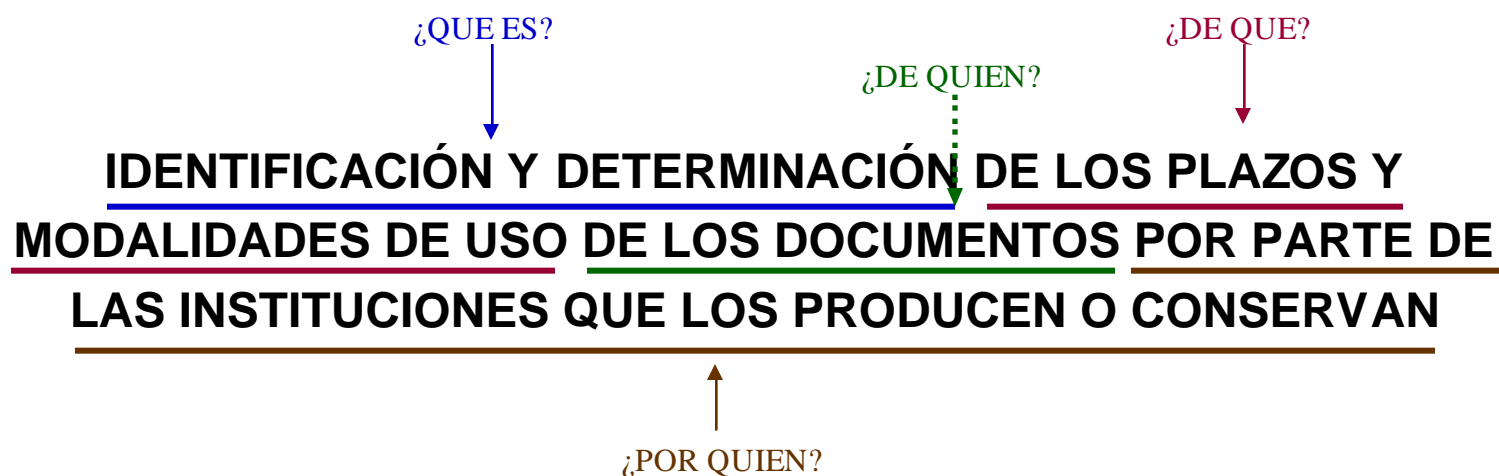 ¿QUE ES?
¿DE QUE?
¿DE QUIEN?
IDENTIFICACIÓN Y DETERMINACIÓN DE LOS PLAZOS Y
MODALIDADES DE USO DE LOS DOCUMENTOS POR PARTE DE
LAS INSTITUCIONES QUE LOS PRODUCEN O CONSERVAN
¿POR QUIEN?